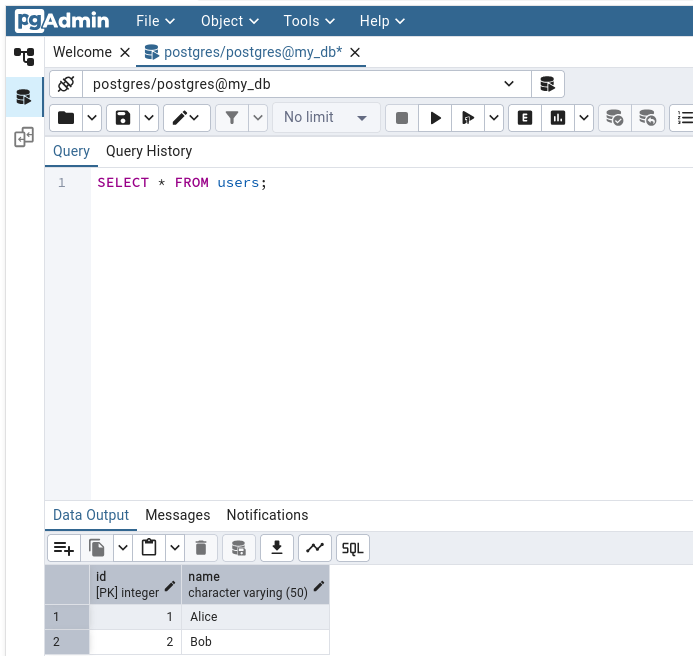 pgAdmin File Object Tools Help
Welcome postgres/postgres@my_db*
postgres/postgres@my_db
No limit E
Query Query History
1 SELECT * FROM users;
Data Output Messages Notifications
SQL
id name
[PK] integer character varying (50)
1 1 Alice
2 2 Bob